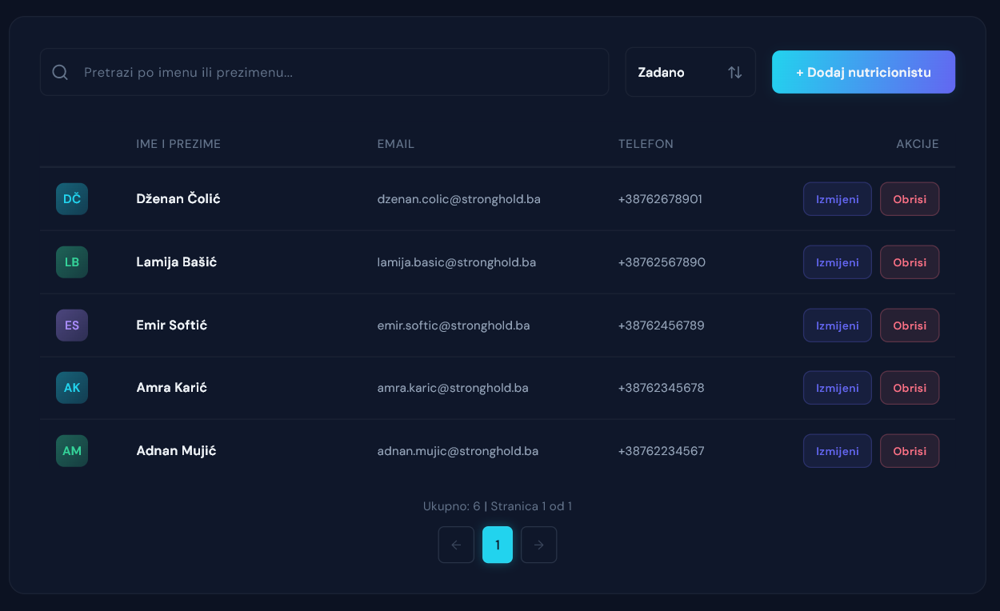 Pretrazi po imenu ili prezimenu...
Zadano
+ Dodaj nutricionistu
IME I PREZIME EMAIL TELEFON AKCIJE
DČ Dženan Čolić dzenan.colic@stronghold.ba +38762678901 Izmijeni Obrisi
LB Lamija Bašić lamija.basic@stronghold.ba +38762567890 Izmijeni Obrisi
ES Emir Softić emir.softic@stronghold.ba +38762456789 Izmijeni Obrisi
AK Amra Karić amra.karic@stronghold.ba +38762345678 Izmijeni Obrisi
AM Adnan Mujić adnan.mujic@stronghold.ba +38762234567 Izmijeni Obrisi
Ukupno: 6 | Stranica 1 od 1
← 1 →